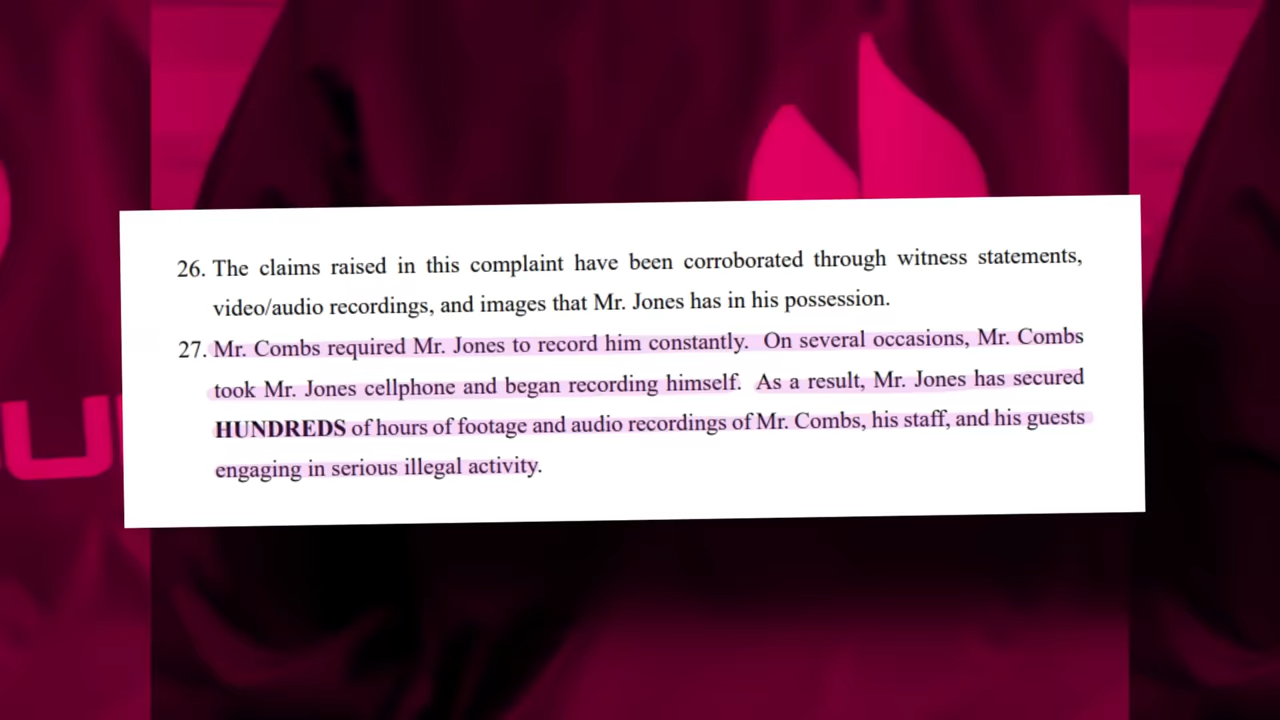 26. The claims raised in this complaint have been corroborated through witness statements,
video/audio recordings, and images that Mr. Jones has in his possession.
27. Mr. Combs required Mr. Jones to record him constantly. On several occasions, Mr. Combs
took Mr. Jones cellphone and began recording himself. As a result, Mr. Jones has secured
HUNDREDS of hours of footage and audio recordings of Mr. Combs, his staff, and his guests
engaging in serious illegal activity.